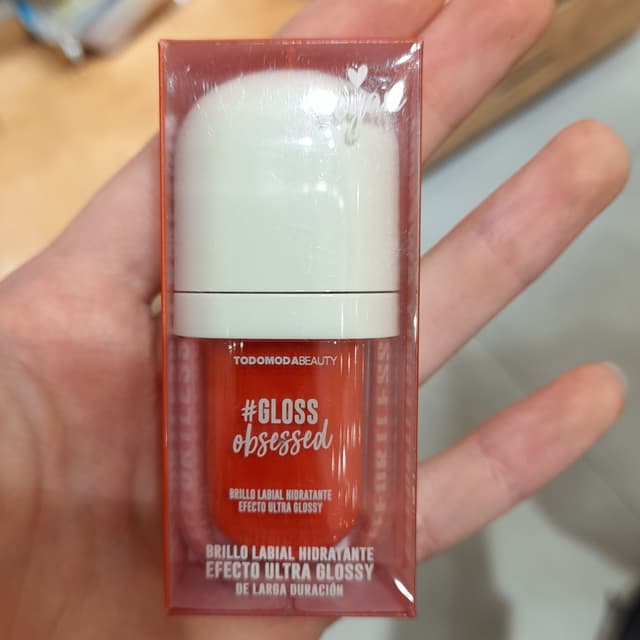 TODOMODABEAUTY
#GLOSS
obsessed
BRILLO LABIAL HIDRATANTE
EFECTO ULTRA GLOSSY
BRILLO LABIAL HIDRATANTE
EFECTO ULTRA GLOSSY
DE LARGA DURACIÓN